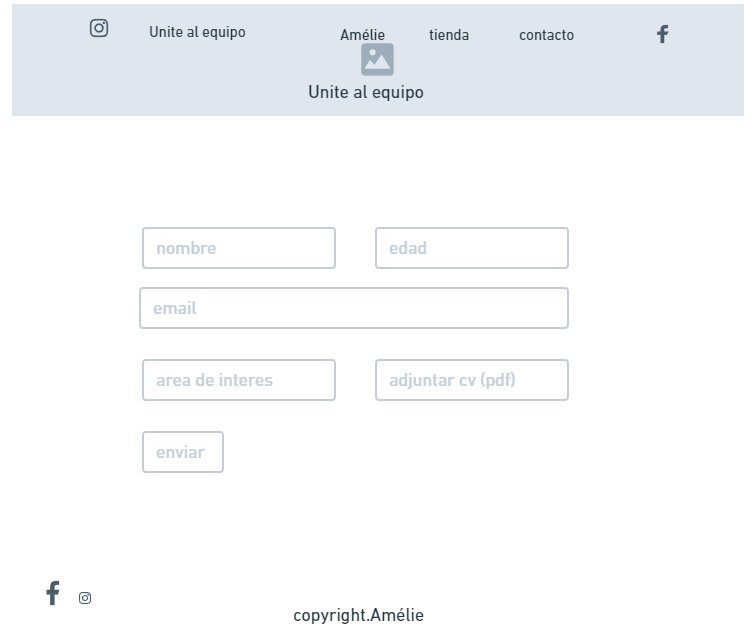 Unite al equipo Amélie tienda contacto
Unite al equipo
nombre edad
email
area de interes adjuntar cv (pdf)
enviar
copyright.Amélie